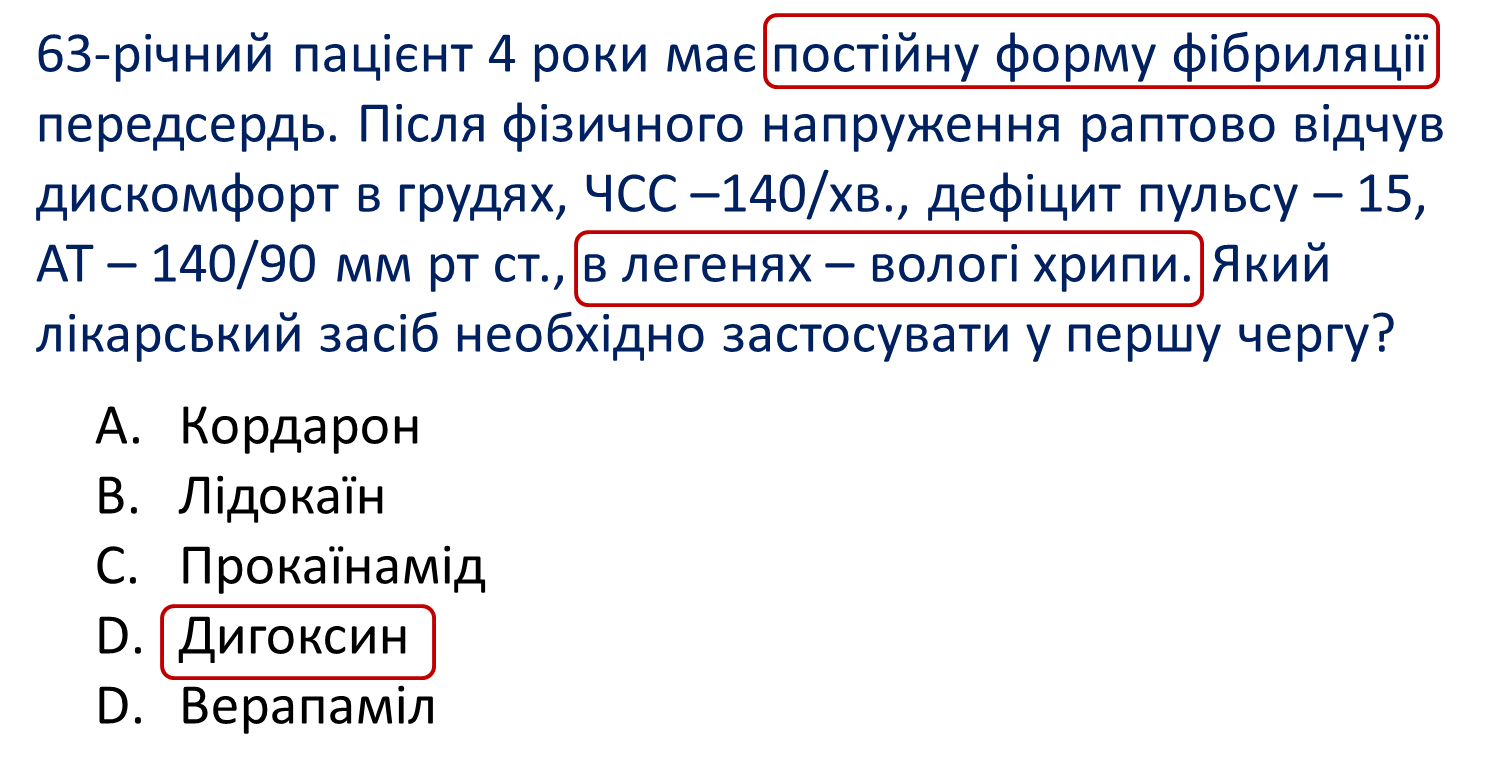 63-річний пацієнт 4 роки має постійну форму фібриляції
передсердь. Після фізичного напруження раптово відчув
дискомфорт в грудях, ЧСС –140/хв., дефіцит пульсу – 15,
АТ – 140/90 мм рт ст., в легенях – вологі хрипи. Який
лікарський засіб необхідно застосувати у першу чергу?
A. Кордарон
B. Лідокаїн
C. Прокаїнамід
D. Дигоксин
D. Верапаміл